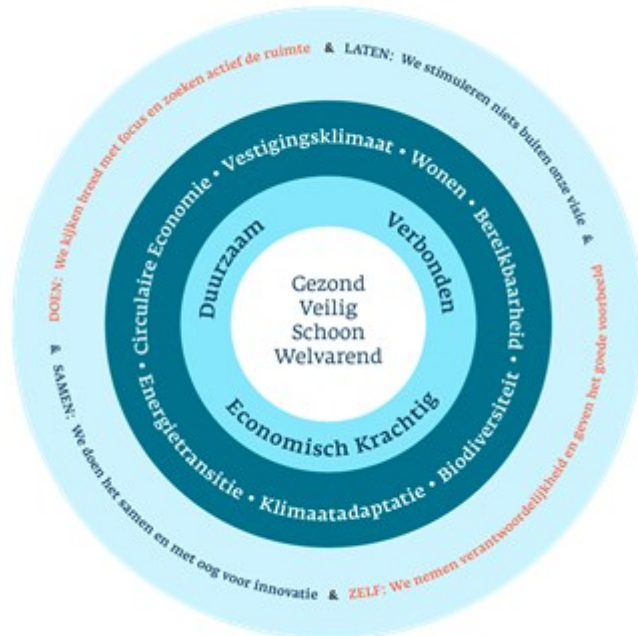 Gezond
Veilig
Schoon
Welvarend
Duurzaam
Verbonden
Economisch Krachtig
Circulaire Economie • Vestigingsklimaat • Wonen • Bereikbaarheid • Biodiversiteit • Klimaatadaptatie • Energietransitie •
DOEN: We kijken breed met focus en zoeken actief de ruimte
& LATEN: We stimuleren niets buiten onze visie &
ZELF: We nemen verantwoordelijkheid en geven het goede voorbeeld
& SAMEN: We doen het samen en met oog voor innovatie &